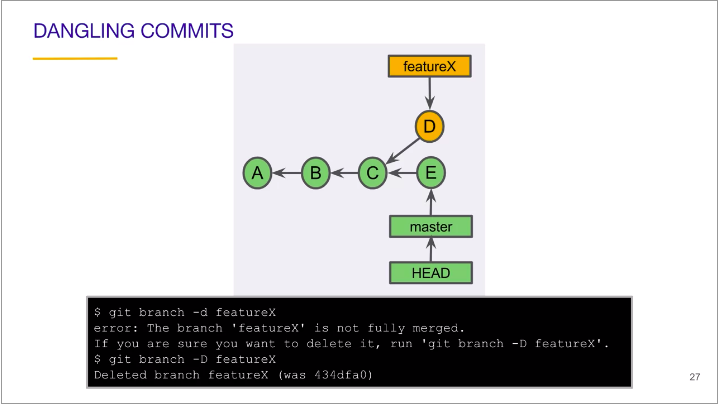 DANGLING COMMITS
featureX
D
A B C E
master
HEAD
$ git branch -d featureX
error: The branch 'featureX' is not fully merged.
If you are sure you want to delete it, run 'git branch -D featureX'.
$ git branch -D featureX
Deleted branch featureX (was 434dfa0)
27